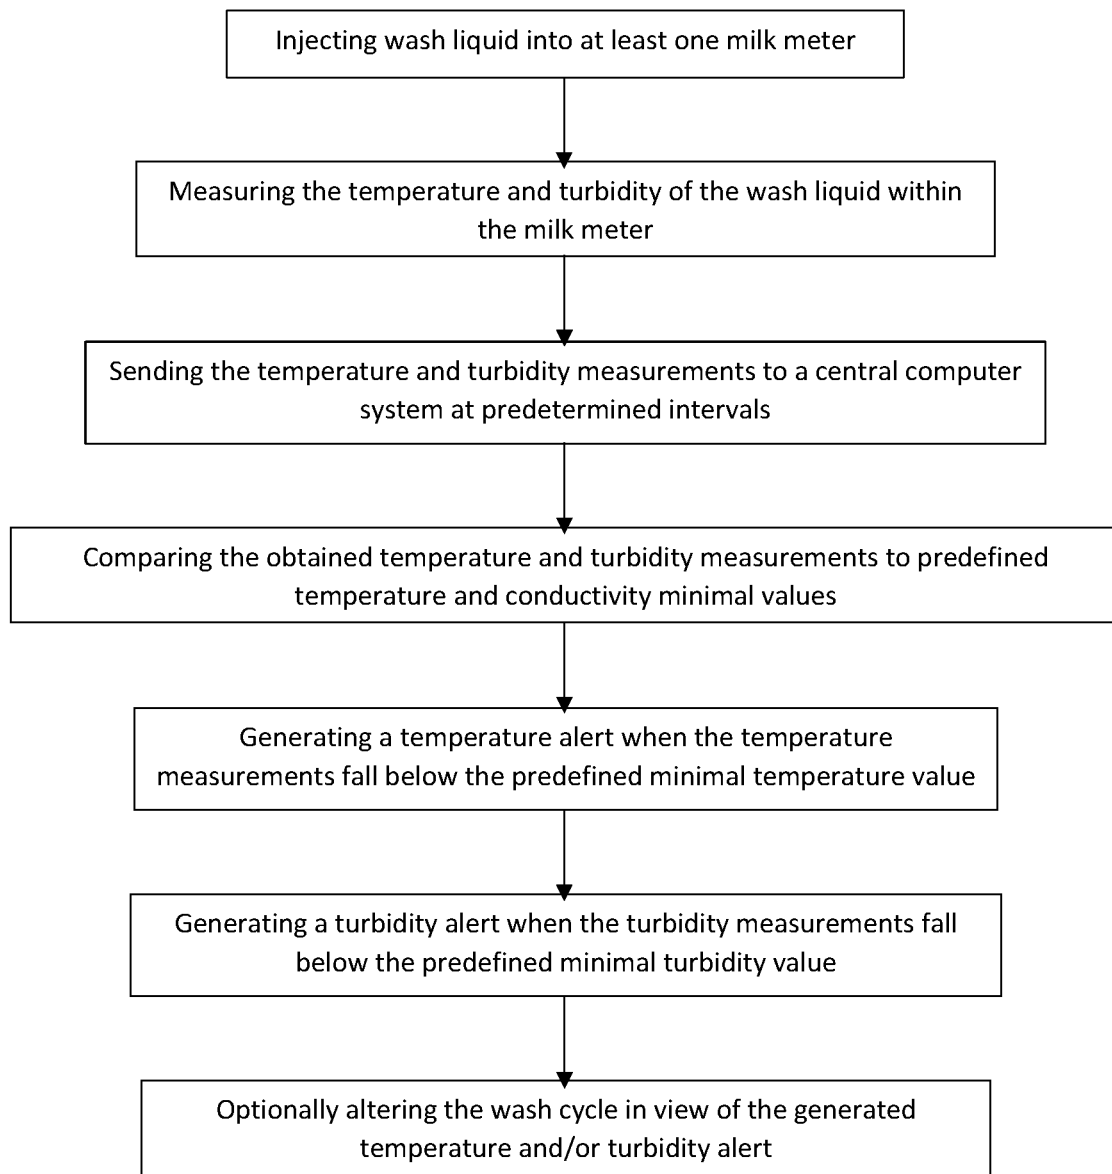 Injecting wash liquid into at least one milk meter
Measuring the temperature and turbidity of the wash liquid within
the milk meter
Sending the temperature and turbidity measurements to a central computer
system at predetermined intervals
Comparing the obtained temperature and turbidity measurements to predefined
temperature and conductivity minimal values
Generating a temperature alert when the temperature
measurements fall below the predefined minimal temperature value
Generating a turbidity alert when the turbidity measurements fall
below the predefined minimal turbidity value
Optionally altering the wash cycle in view of the generated
temperature and/or turbidity alert